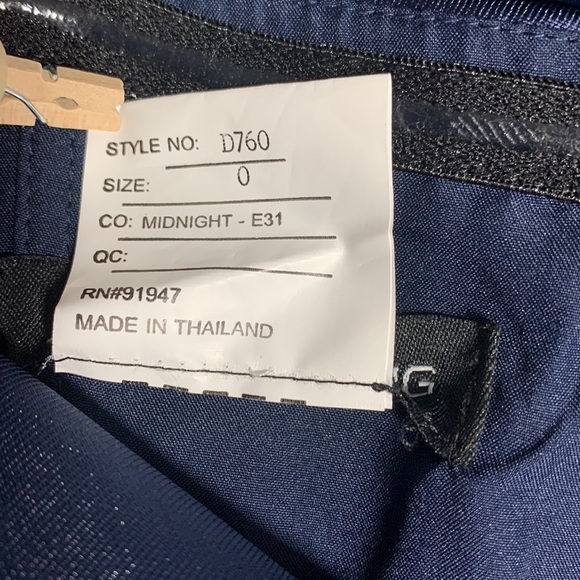 STYLE NO: D760
SIZE: 0
CO: MIDNIGHT - E31
QC:
RN#91947
MADE IN THAILAND
G